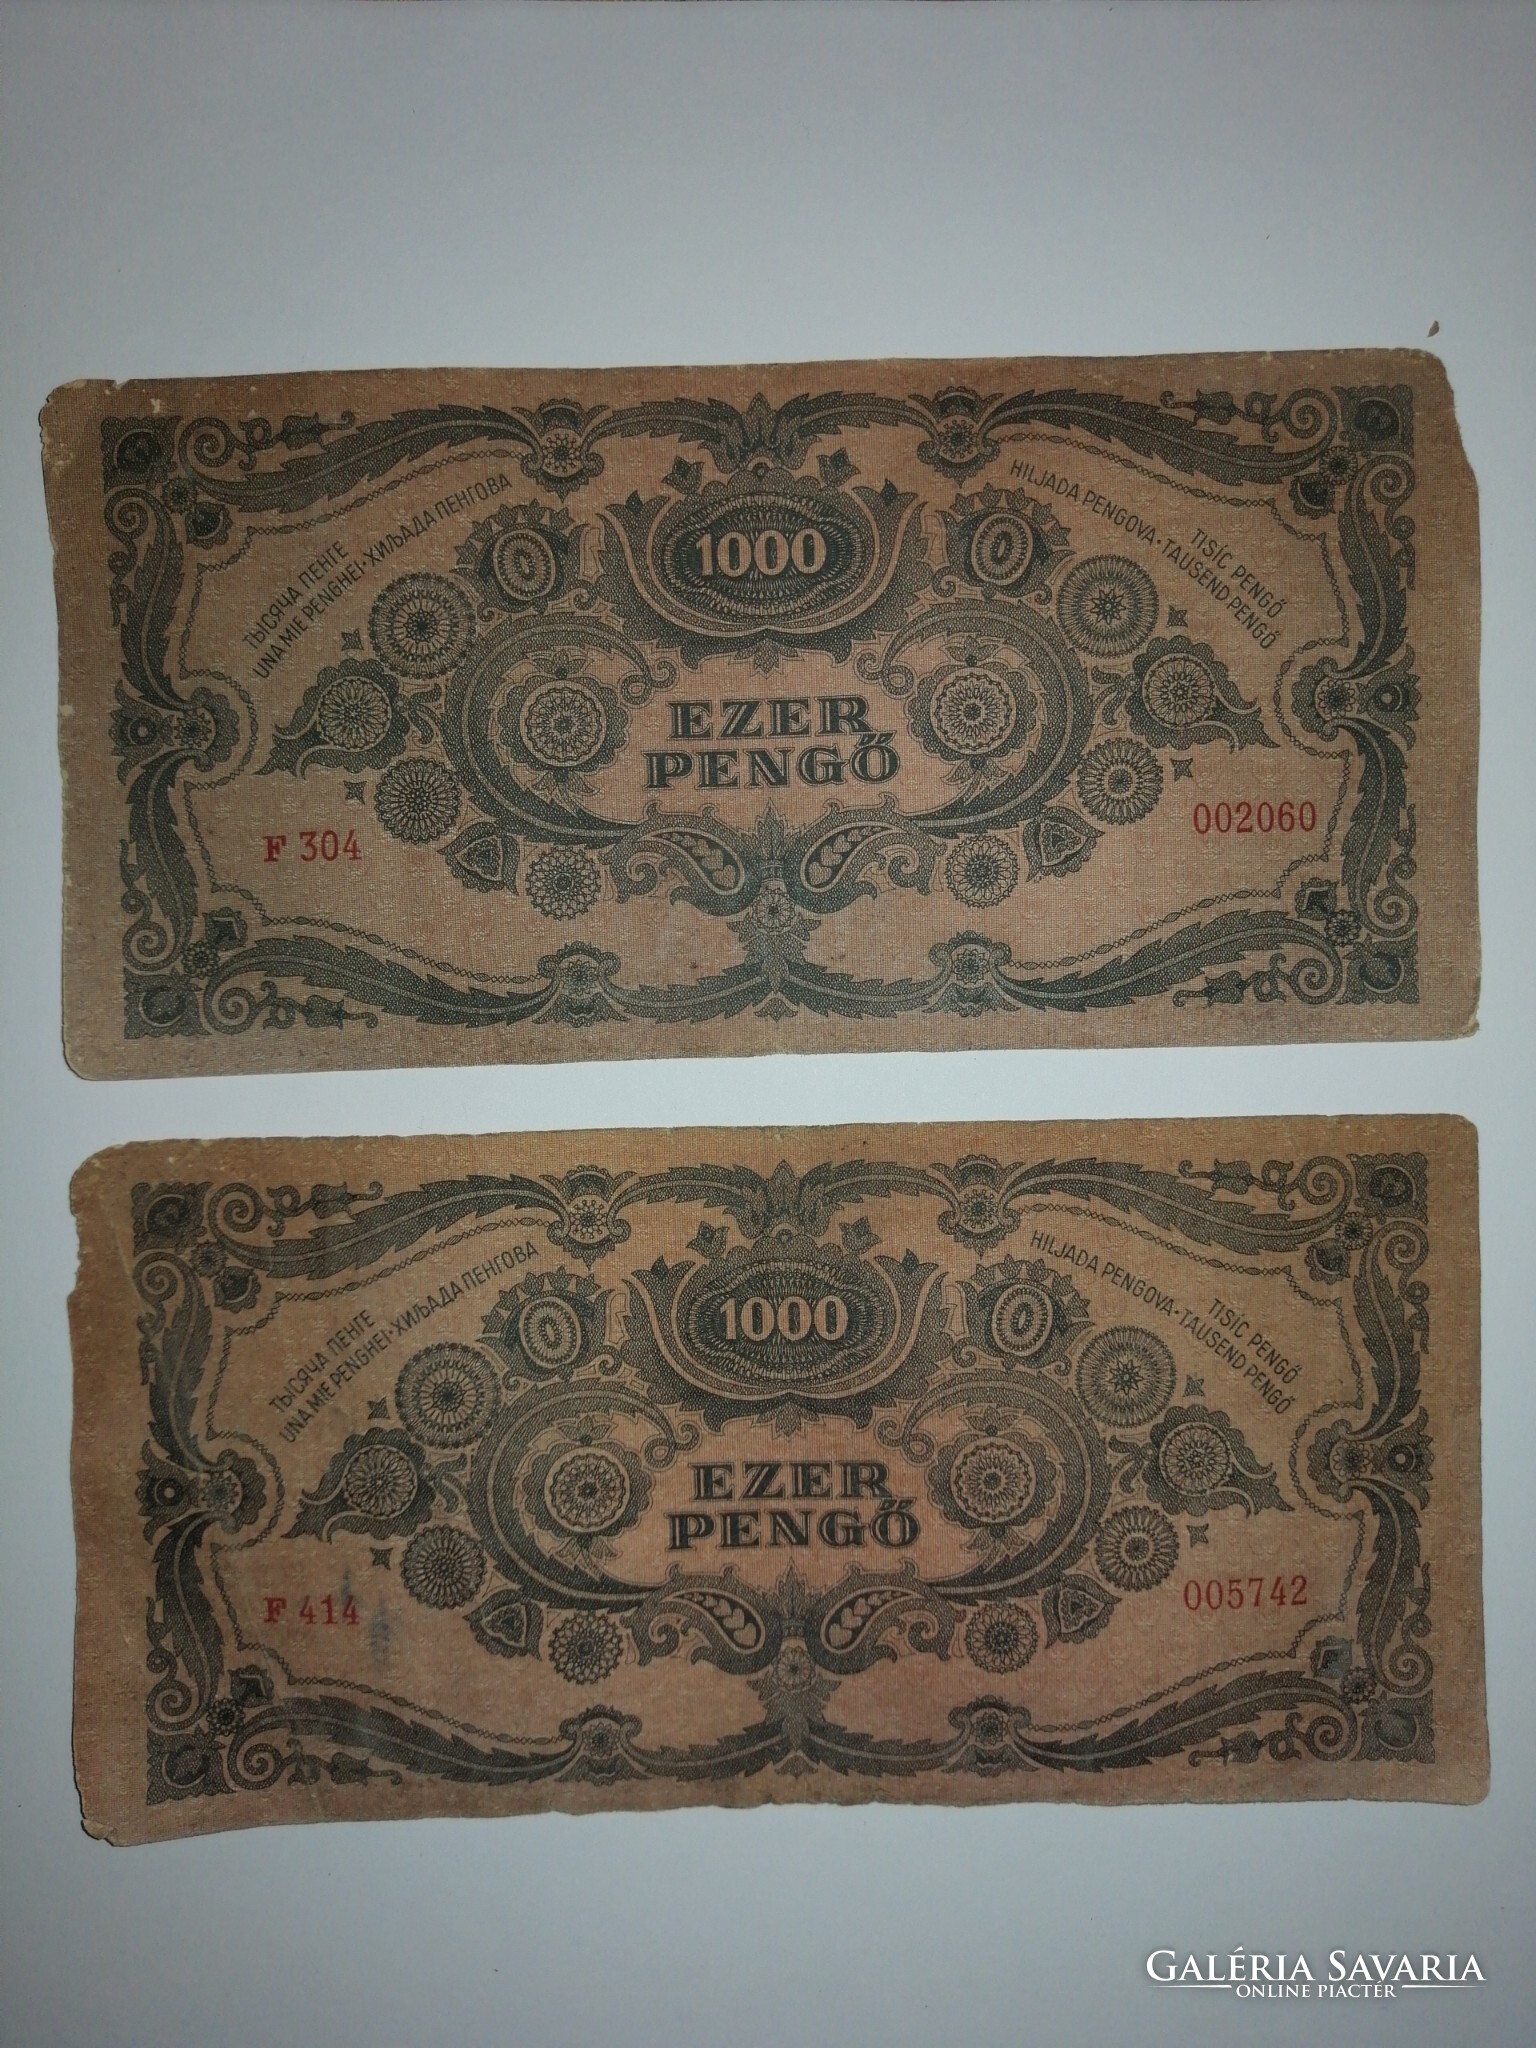 ТЫСЯЧА ПЕНГЕ
UNA MIE PENGHEI · ХИЉАДА ПЕНГОВА
1000
HILJADA PENGOVA · TAUSEND PENGŐ
TISÍC PENGŐ
EZER
PENGŐ
F 304
002060
ТЫСЯЧА ПЕНГЕ
UNA MIE PENGHEI · ХИЉАДА ПЕНГОВА
1000
HILJADA PENGOVA · TAUSEND PENGŐ
TISÍC PENGŐ
EZER
PENGŐ
F 414
005742
GALÉRIA SAVARIA
ONLINE PIACTÉR